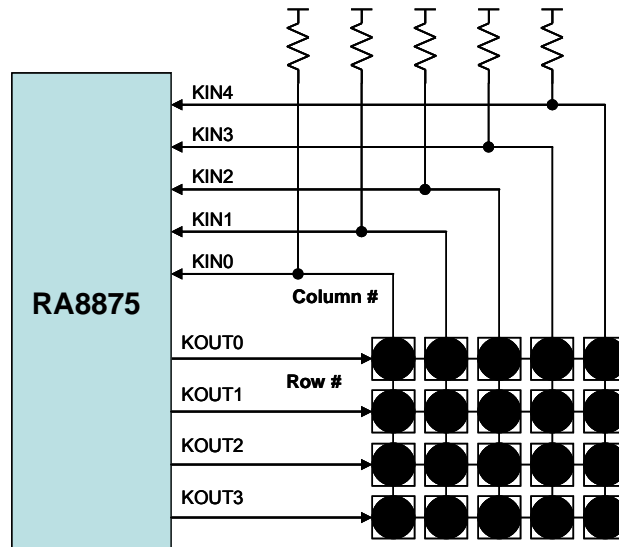 KIN4
KIN3
KIN2
KIN1
KIN0
Column #
RA8875
KOUT0
Row #
KOUT1
KOUT2
KOUT3